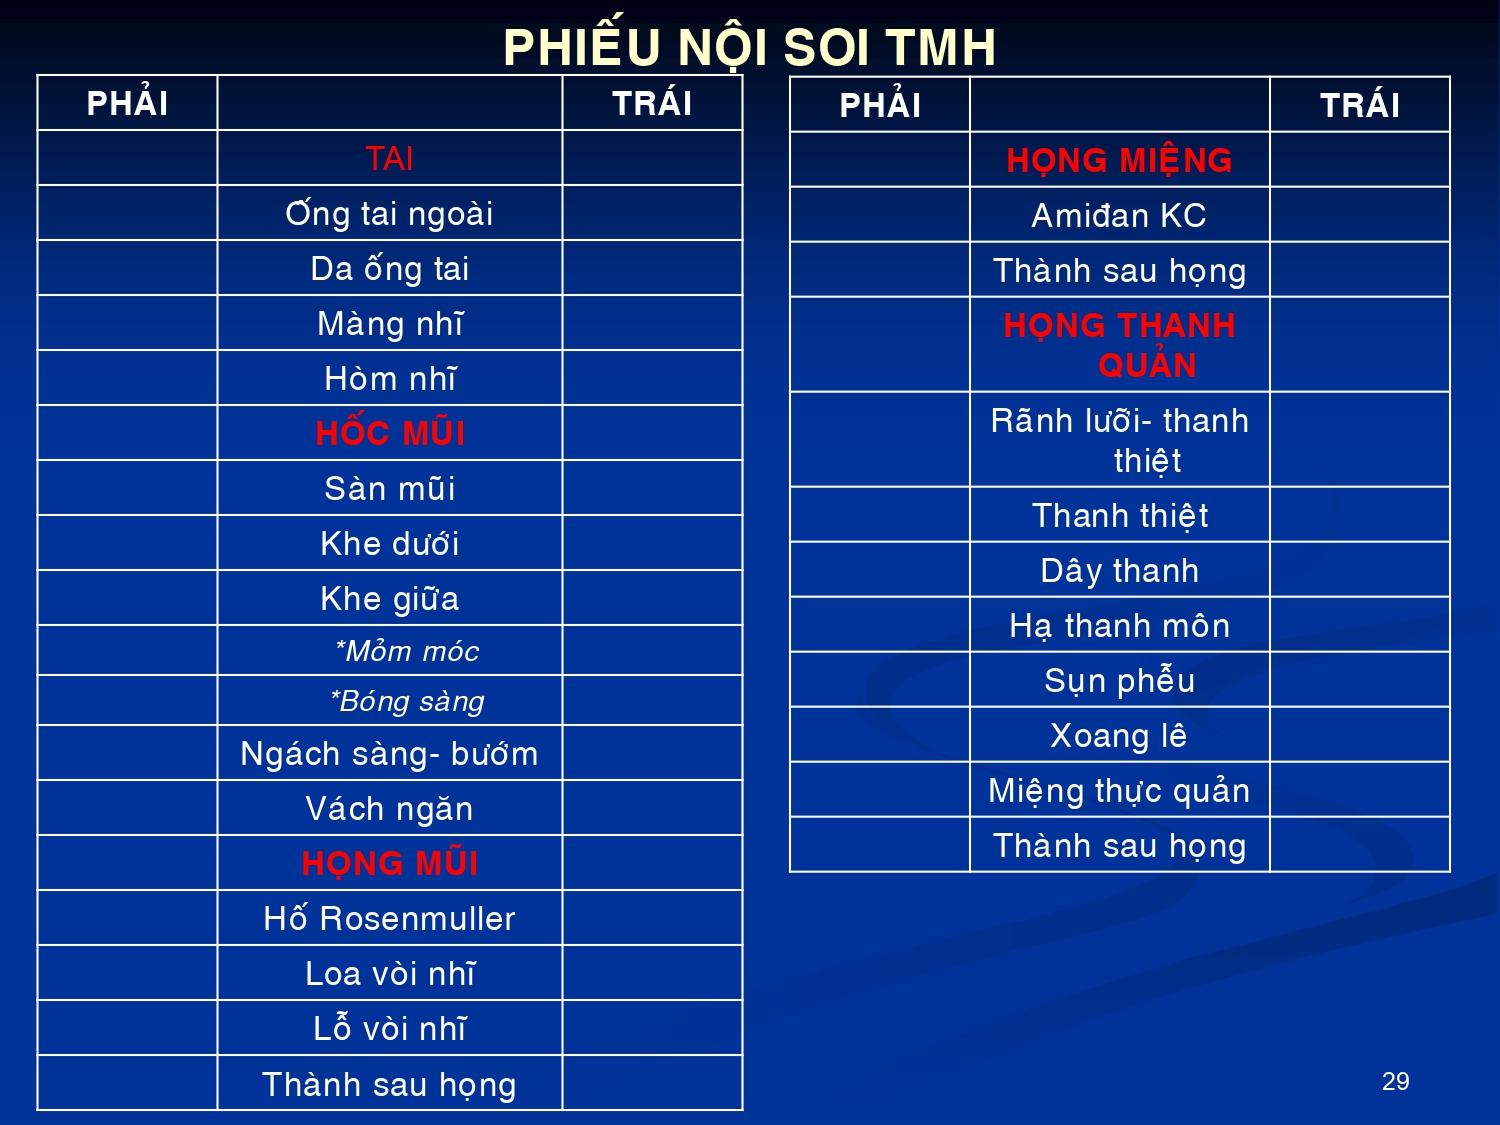 PHIẾU NỘI SOI TMH
PHẢI TRÁI
TAI
Ống tai ngoài
Da ống tai
Màng nhĩ
Hòm nhĩ
HỐC MŨI
Sàn mũi
Khe dưới
Khe giữa
*Mỏm móc
*Bóng sàng
Ngách sàng- bướm
Vách ngăn
HỌNG MŨI
Hố Rosenmuller
Loa vòi nhĩ
Lỗ vòi nhĩ
Thành sau họng
PHẢI TRÁI
HỌNG MIỆNG
Amiđan KC
Thành sau họng
HỌNG THANH
QUẢN
Rãnh lưỡi- thanh
thiệt
Thanh thiệt
Dây thanh
Hạ thanh môn
Sụn phễu
Xoang lê
Miệng thực quản
Thành sau họng
29